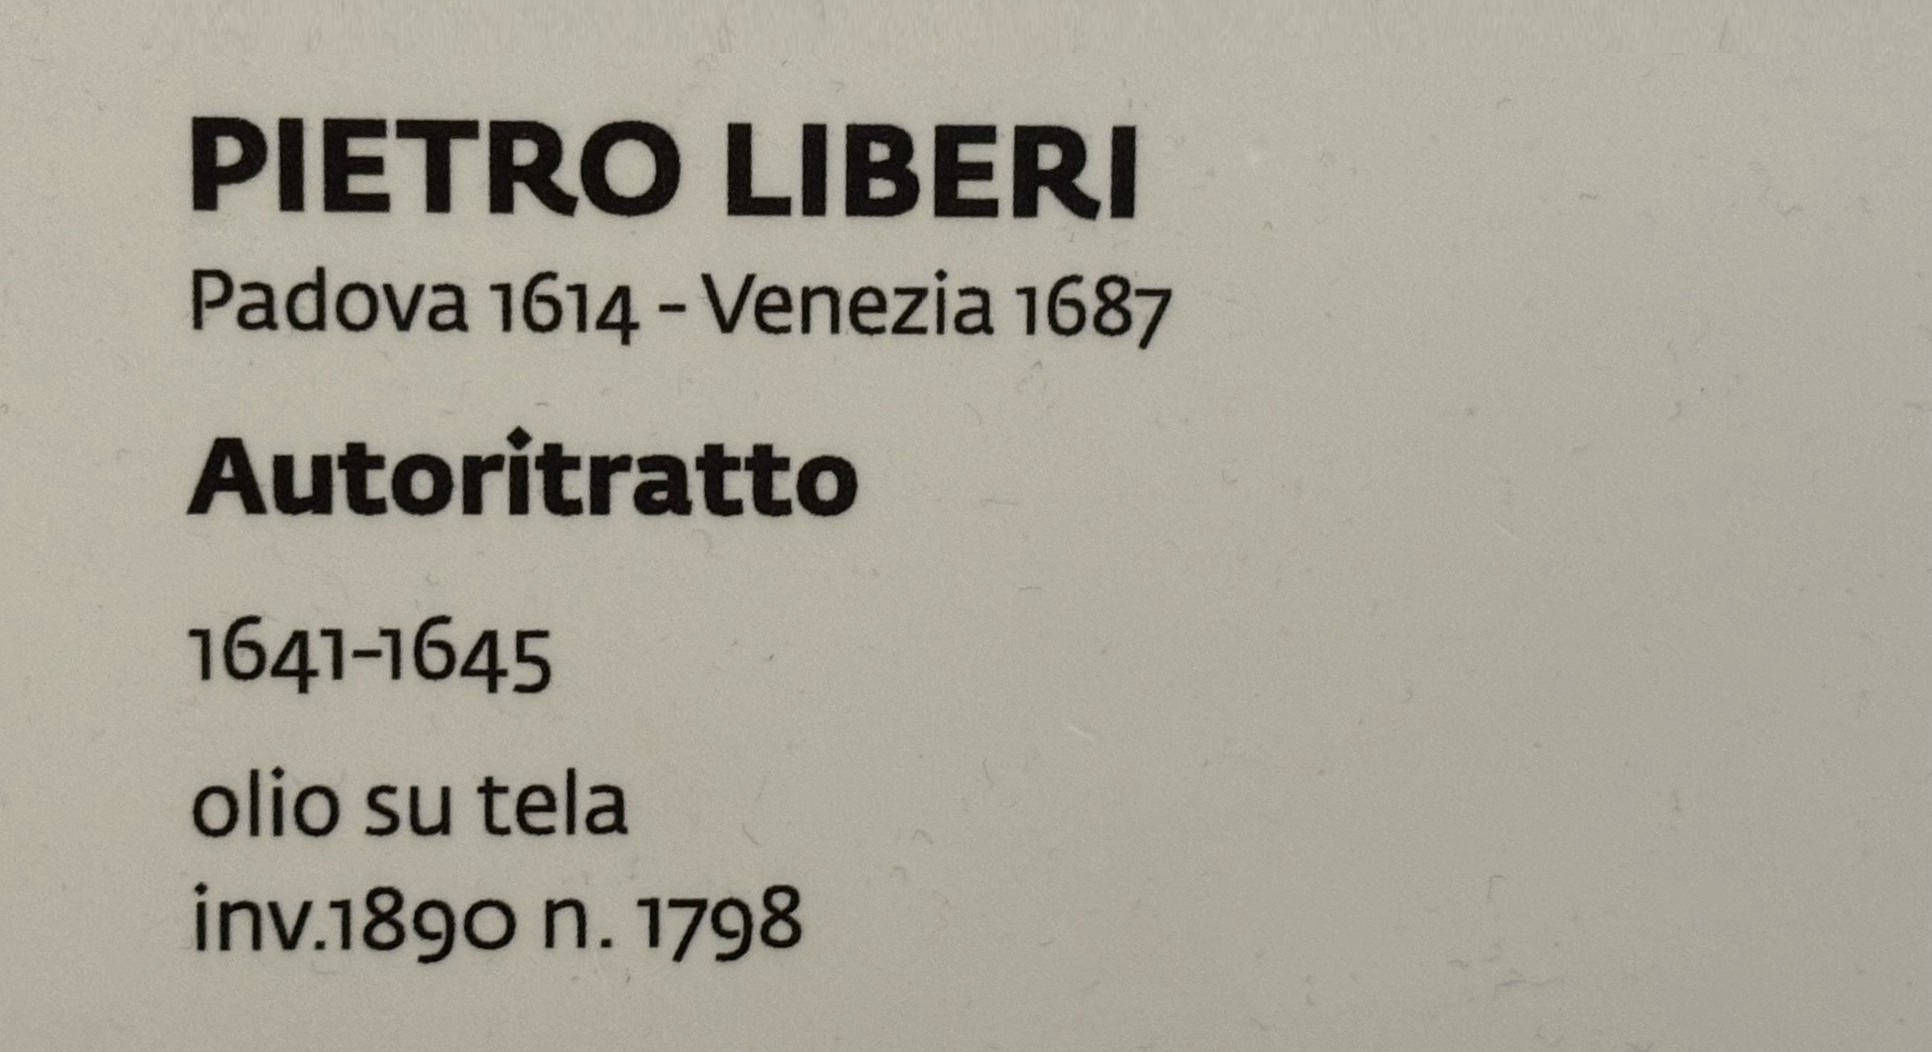 PIETRO LIBERI
Padova 1614 - Venezia 1687
Autoritratto
1641-1645
olio su tela
inv.1890 n. 1798